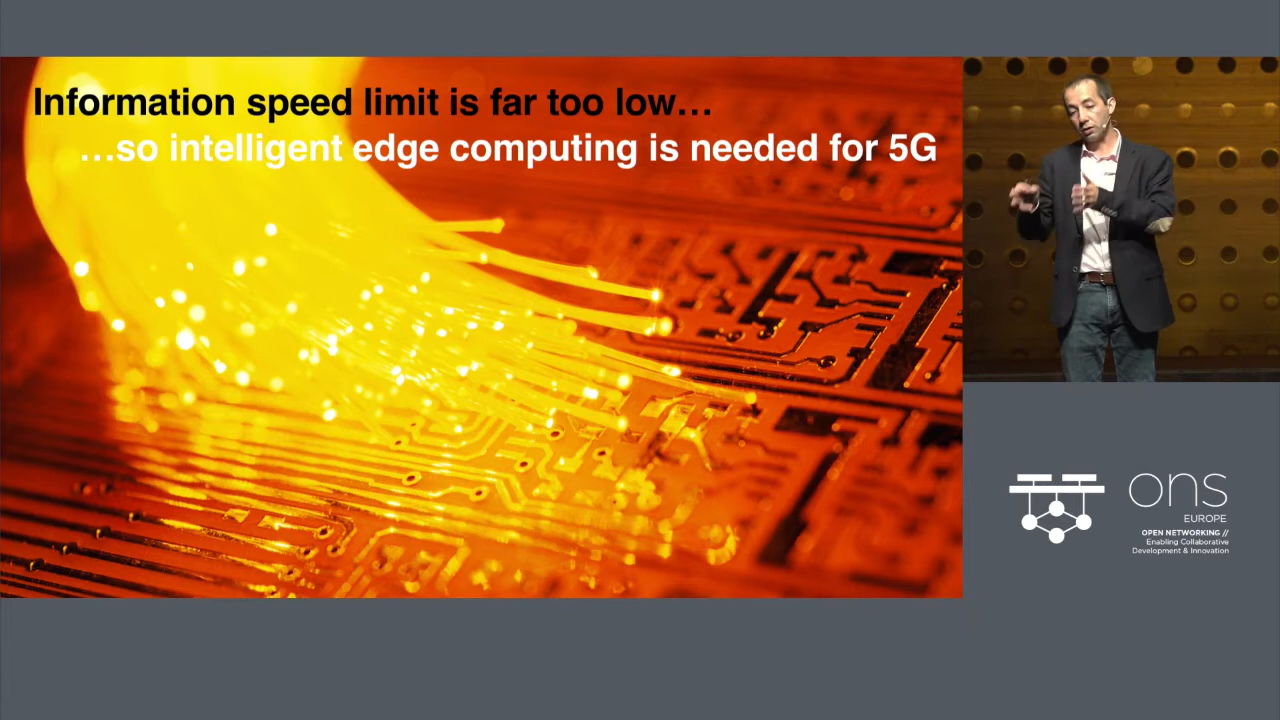 Information speed limit is far too low…
…so intelligent edge computing is needed for 5G
ons
EUROPE
OPEN NETWORKING //
Enabling Collaborative
Development & Innovation